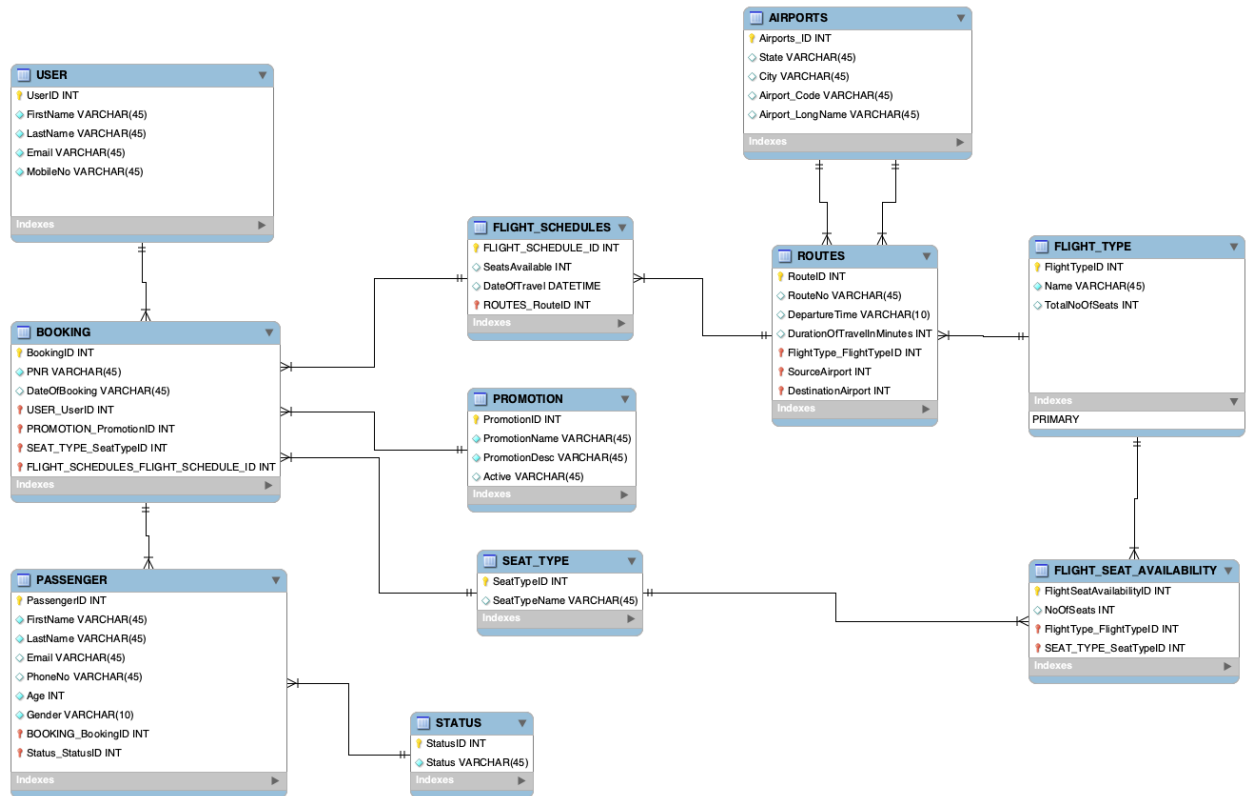 AIRPORTS
Airports_ID INT
State VARCHAR(45)
City VARCHAR(45)
Airport_Code VARCHAR(45)
Airport_LongName VARCHAR(45)
Indexes
USER
UserID INT
FirstName VARCHAR(45)
LastName VARCHAR(45)
Email VARCHAR(45)
MobileNo VARCHAR(45)
Indexes
FLIGHT_SCHEDULES
FLIGHT_SCHEDULE_ID INT
SeatsAvailable INT
DateOfTravel DATETIME
ROUTES_RouteID INT
Indexes
ROUTES
RouteID INT
RouteNo VARCHAR(45)
DepartureTime VARCHAR(10)
DurationOfTravelInMinutes INT
FlightType_FlightTypeID INT
SourceAirport INT
DestinationAirport INT
Indexes
FLIGHT_TYPE
FlightTypeID INT
Name VARCHAR(45)
TotalNoOfSeats INT
Indexes
PRIMARY
BOOKING
BookingID INT
PNR VARCHAR(45)
DateOfBooking VARCHAR(45)
USER_UserID INT
PROMOTION_PromotionID INT
SEAT_TYPE_SeatTypeID INT
FLIGHT_SCHEDULES_FLIGHT_SCHEDULE_ID INT
Indexes
PROMOTION
PromotionID INT
PromotionName VARCHAR(45)
PromotionDesc VARCHAR(45)
Active VARCHAR(45)
Indexes
SEAT_TYPE
SeatTypeID INT
SeatTypeName VARCHAR(45)
Indexes
FLIGHT_SEAT_AVAILABILITY
FlightSeatAvailabilityID INT
NoOfSeats INT
FlightType_FlightTypeID INT
SEAT_TYPE_SeatTypeID INT
Indexes
PASSENGER
PassengerID INT
FirstName VARCHAR(45)
LastName VARCHAR(45)
Email VARCHAR(45)
PhoneNo VARCHAR(45)
Age INT
Gender VARCHAR(10)
BOOKING_BookingID INT
Status_StatusID INT
Indexes
STATUS
StatusID INT
Status VARCHAR(45)
Indexes